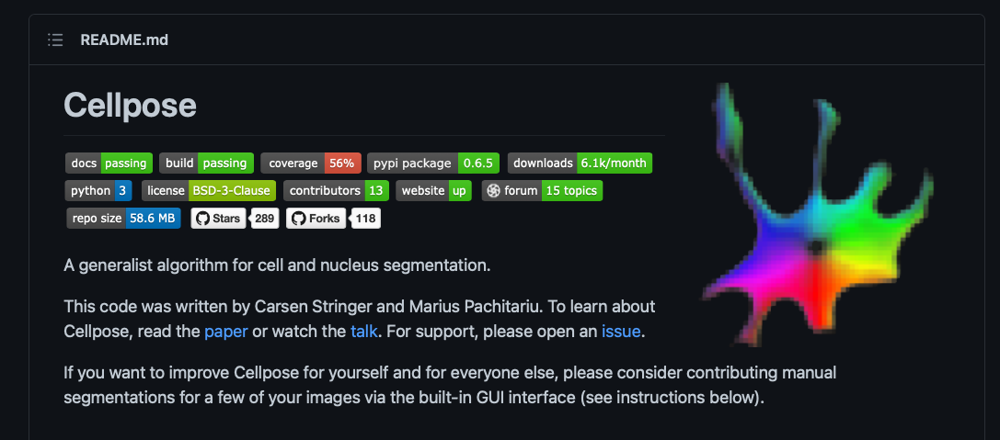 README.md
Cellpose
docs passing build passing coverage 56% pypi package 0.6.5 downloads 6.1k/month
python 3 license BSD-3-Clause contributors 13 website up forum 15 topics
repo size 58.6 MB Stars 289 Forks 118
A generalist algorithm for cell and nucleus segmentation.
This code was written by Carsen Stringer and Marius Pachitariu. To learn about
Cellpose, read the paper or watch the talk. For support, please open an issue.
If you want to improve Cellpose for yourself and for everyone else, please consider contributing manual
segmentations for a few of your images via the built-in GUI interface (see instructions below).